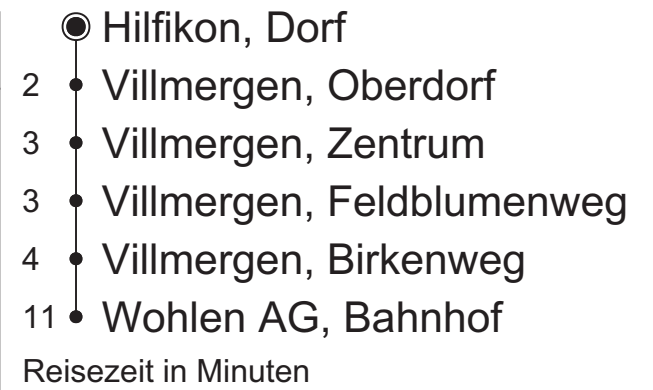 Hilfikon, Dorf
2 Villmergen, Oberdorf
3 Villmergen, Zentrum
3 Villmergen, Feldblumenweg
4 Villmergen, Birkenweg
11 Wohlen AG, Bahnhof
Reisezeit in Minuten